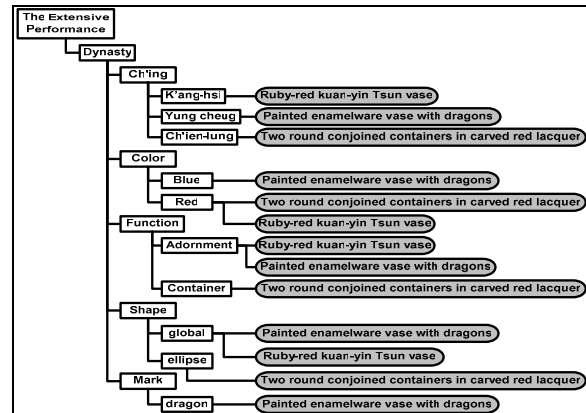 The Extensive
Performance
Dynasty
Ch'ing
K'ang-hsi
Ruby-red kuan-yin Tsun vase
Yung cheug
Painted enamelware vase with dragons
Ch'ien-lung
Two round conjoined containers in carved red lacquer
Color
Blue
Painted enamelware vase with dragons
Red
Two round conjoined containers in carved red lacquer
Ruby-red kuan-yin Tsun vase
Function
Adornment
Ruby-red kuan-yin Tsun vase
Painted enamelware vase with dragons
Container
Two round conjoined containers in carved red lacquer
Shape
global
Painted enamelware vase with dragons
Ruby-red kuan-yin Tsun vase
ellipse
Two round conjoined containers in carved red lacquer
Mark
dragon
Painted enamelware vase with dragons